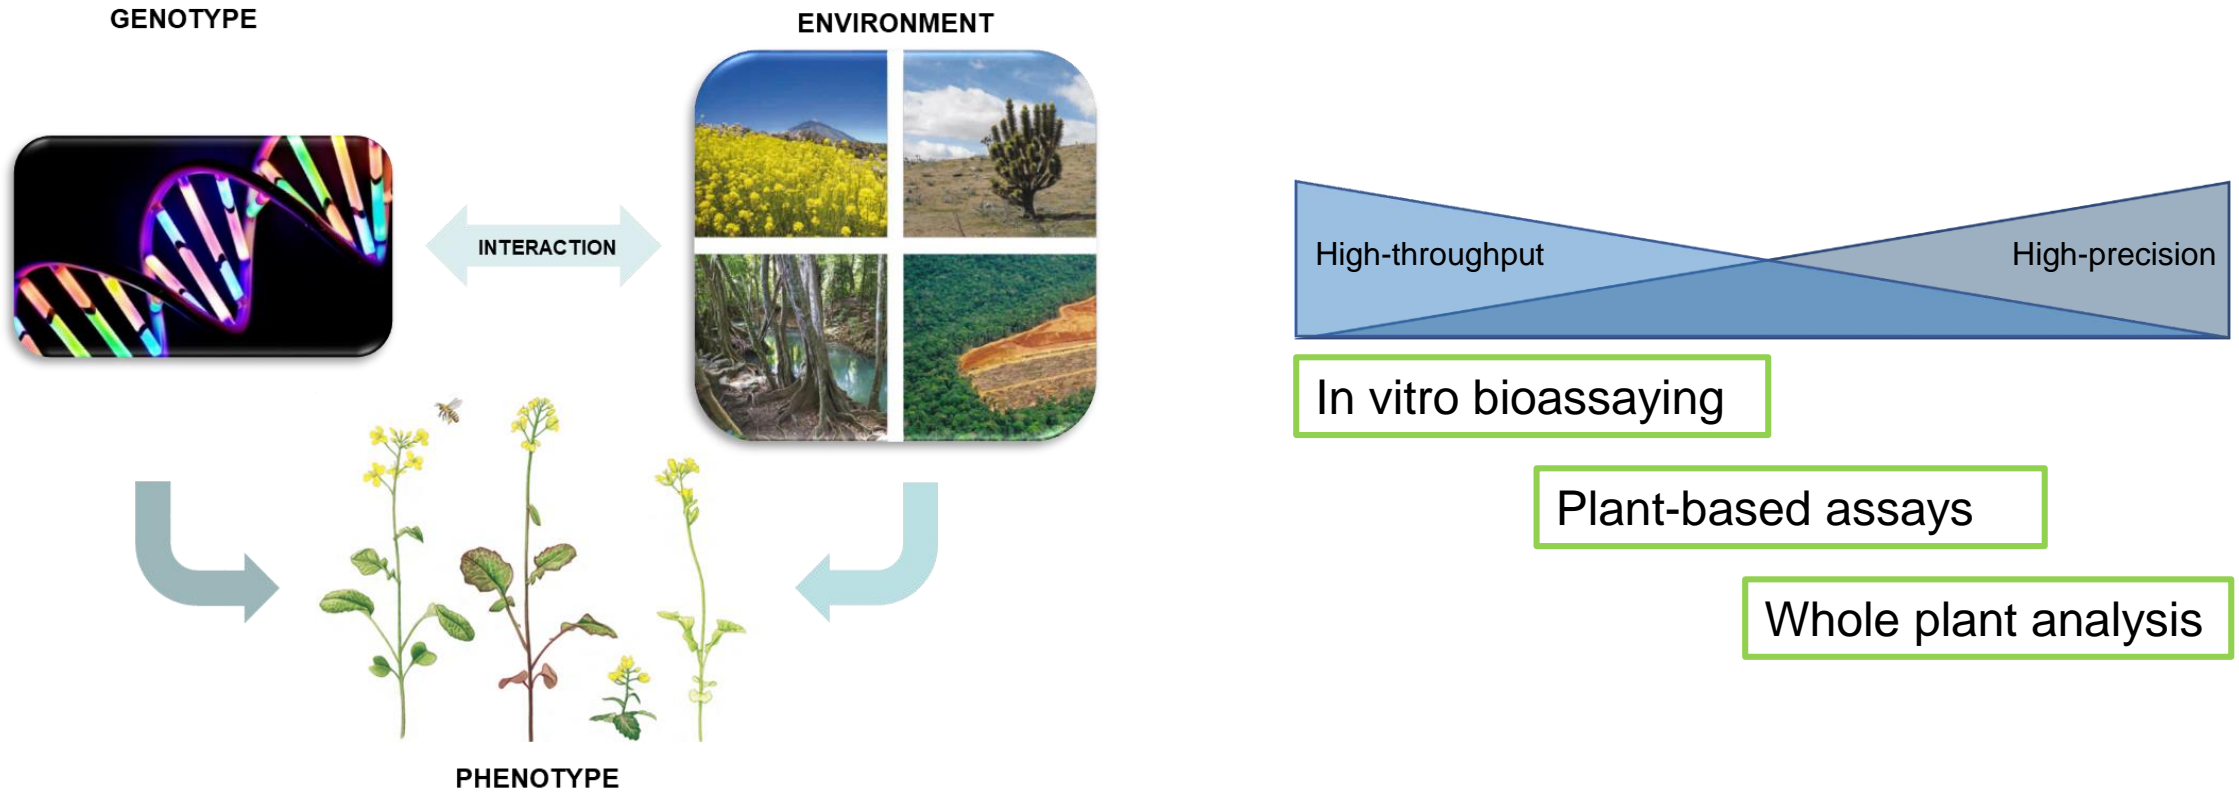 GENOTYPE
ENVIRONMENT
INTERACTION
PHENOTYPE
High-throughput
High-precision
In vitro bioassaying
Plant-based assays
Whole plant analysis